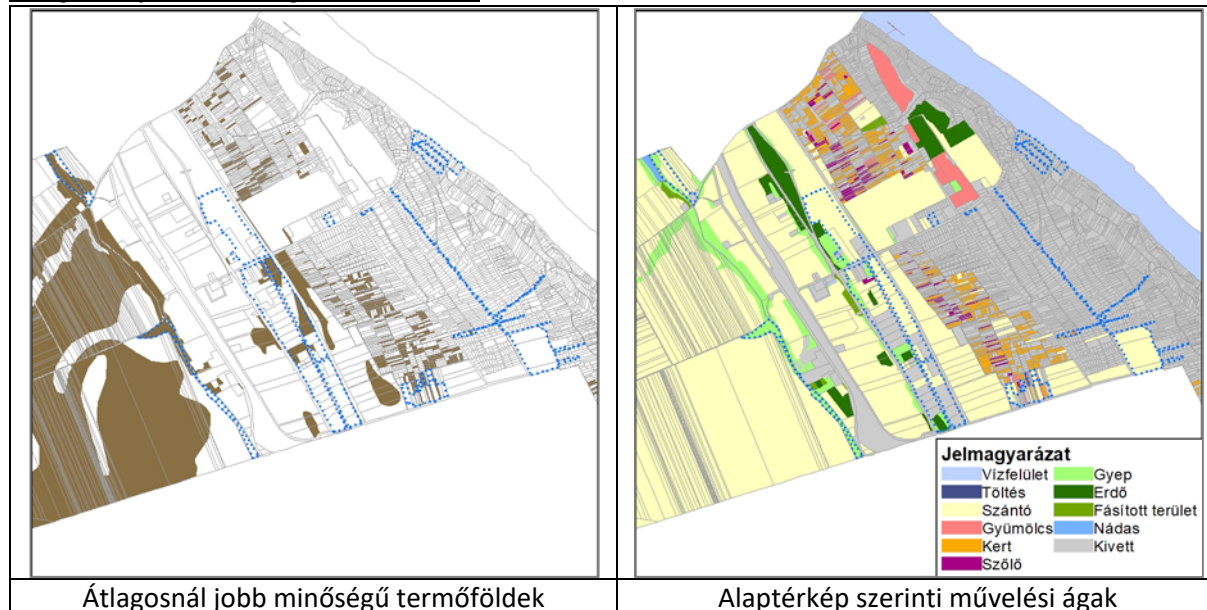 Jelmagyarázat
Vízfelület
Töltés
Szántó
Gyümölcs
Kert
Szőlő
Gyep
Erdő
Fásított terület
Nádas
Kivett
Átlagosnál jobb minőségű termőföldek
Alaptérkép szerinti művelési ágak